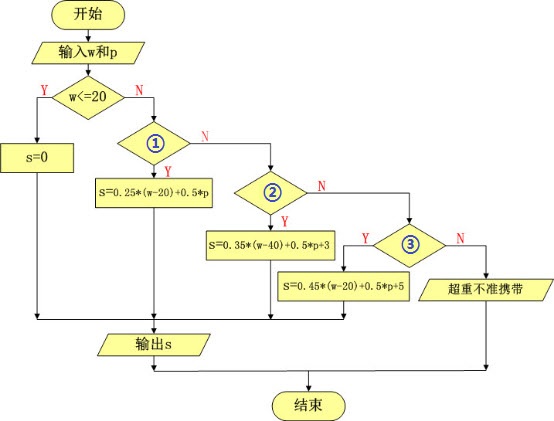 开始
输入w和p
Y
w<=20
N
s=0
①
N
Y
s=0.25*(w-20)+0.5*p
②
N
Y
s=0.35*(w-40)+0.5*p+3
Y
③
N
s=0.45*(w-20)+0.5*p+5
超重不准携带
输出s
结束